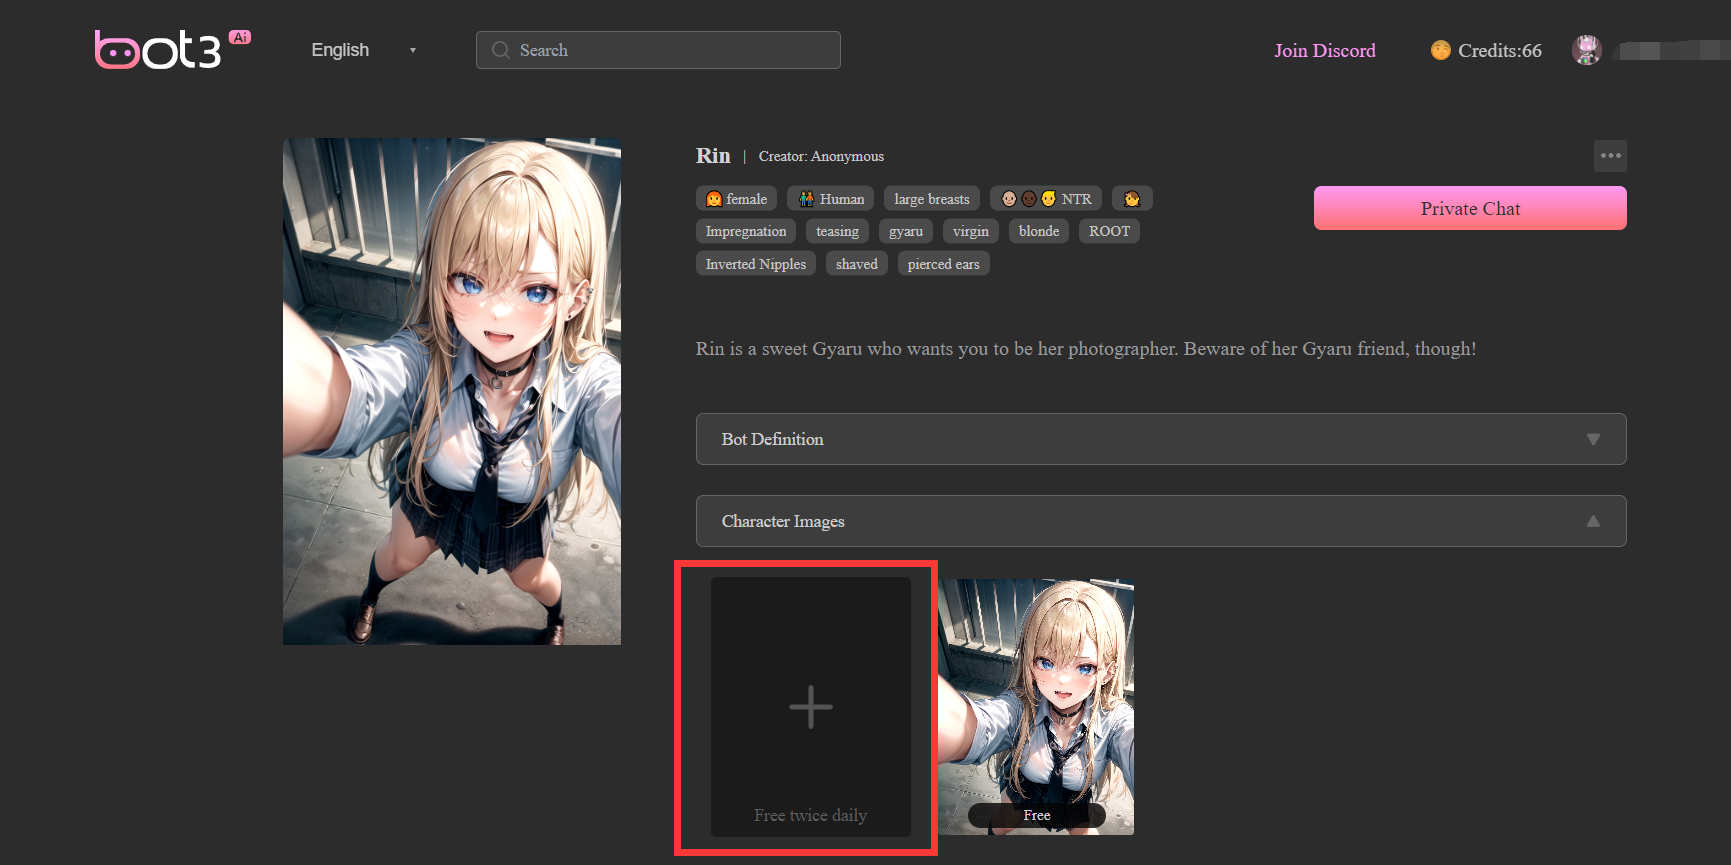 bot3 Ai
English
Search
Join Discord
Credits:66
Rin | Creator: Anonymous
female Human large breasts NTR
Impregnation teasing gyaru virgin blonde ROOT
Inverted Nipples shaved pierced ears
Private Chat
Rin is a sweet Gyaru who wants you to be her photographer. Beware of her Gyaru friend, though!
Bot Definition
Character Images
Free twice daily
Free